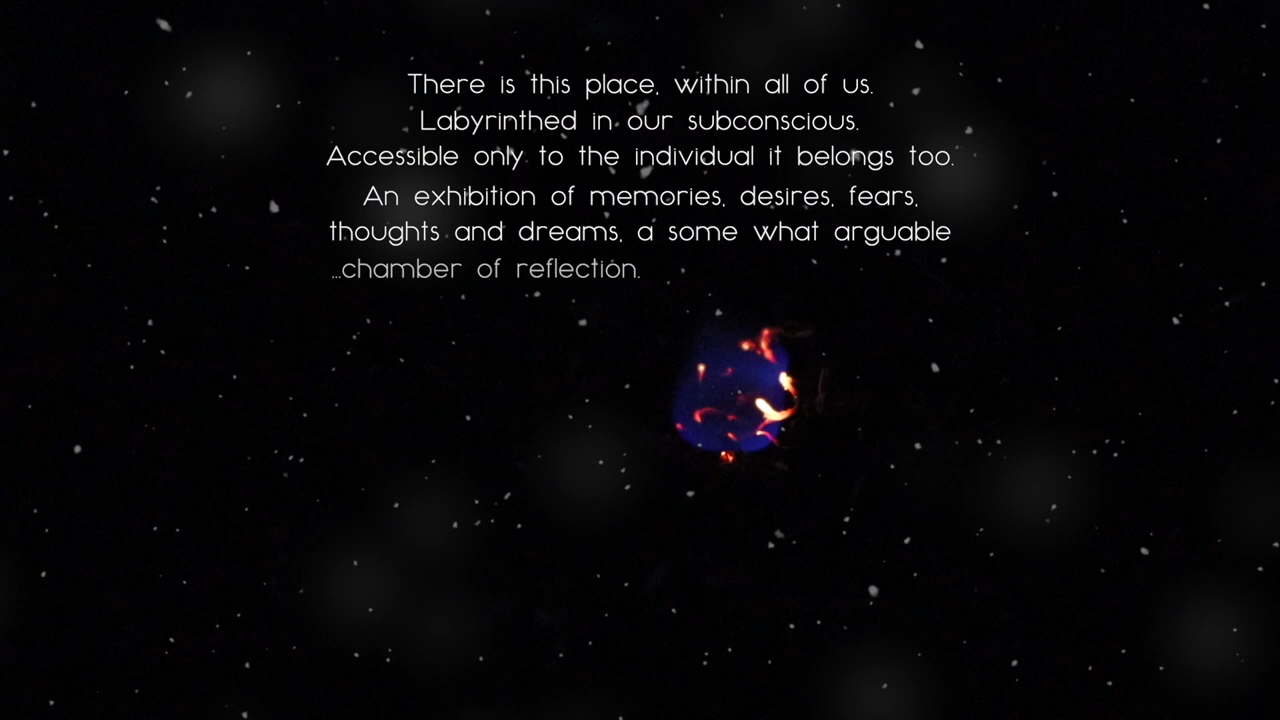 There is this place, within all of us.
Labyrinthed in our subconscious.
Accessible only to the individual it belongs too.
An exhibition of memories, desires, fears,
thoughts and dreams, a some what arguable
...chamber of reflection.